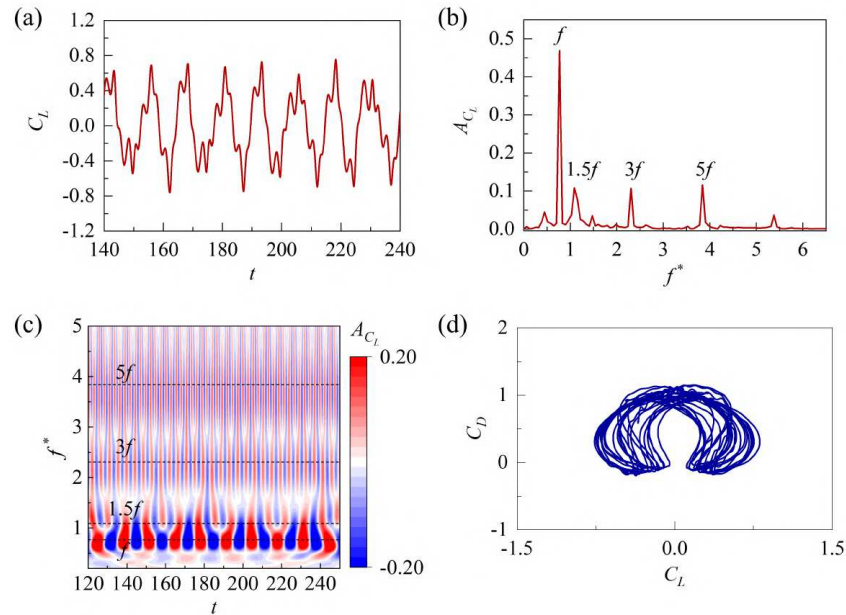 (a)
1.2
0.8
0.4
0.0
-0.4
-0.8
-1.2
C_L
140 160 180 200 220 240
t
(b)
0.5
0.4
0.3
0.2
0.1
0.0
A_{C_L}
f
1.5f
3f
5f
0 1 2 3 4 5 6
f*
(c)
5
4
3
2
1
f*
5f
3f
1.5f
f
120 140 160 180 200 220 240
t
A_{C_L}
0.20
-0.20
(d)
2
1
0
-1
C_D
-1.5 0.0 1.5
C_L